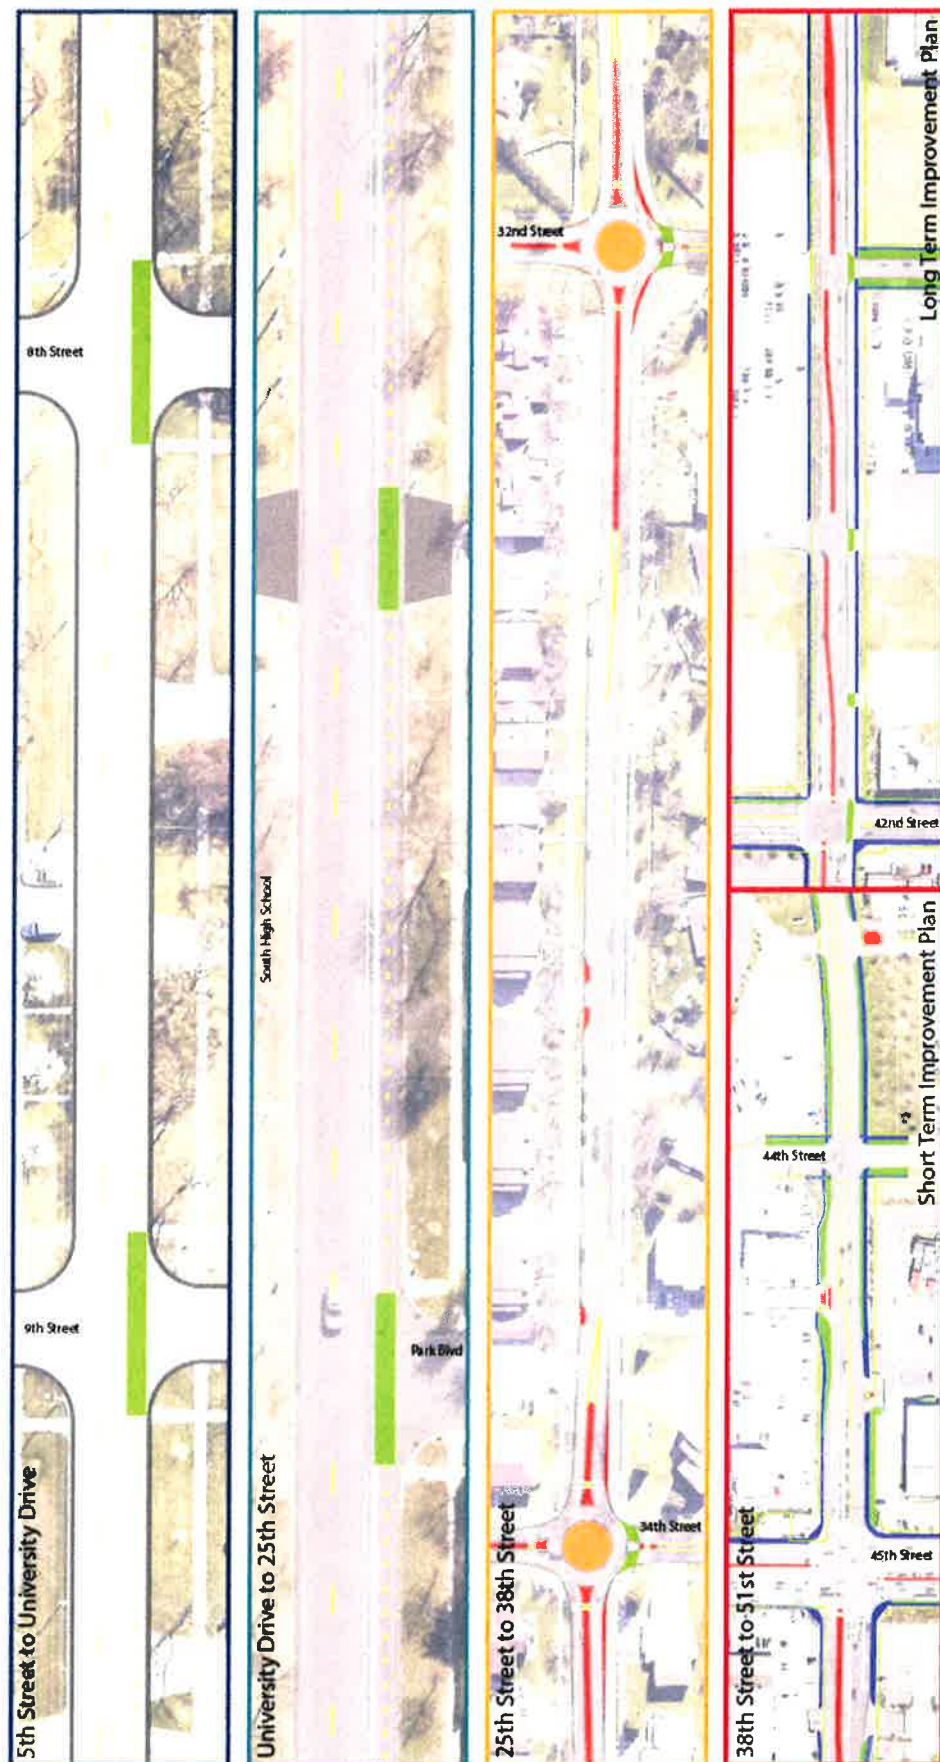 5th Street to University Drive
9th Street
8th Street
University Drive to 25th Street
South High School
Park Blvd
25th Street to 38th Street
34th Street
32nd Street
38th Street to 51st Street
45th Street
44th Street
Short Term Improvement Plan
42nd Street
Long Term Improvement Plan